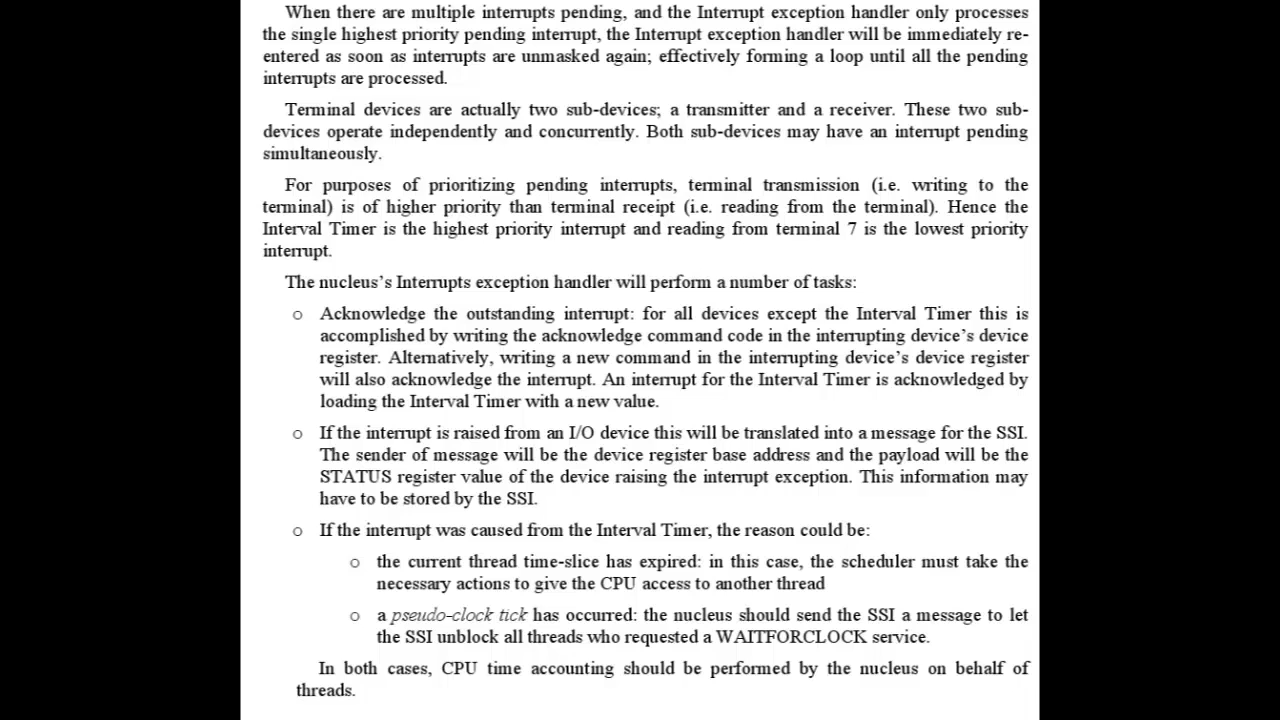 When there are multiple interrupts pending, and the Interrupt exception handler only processes
the single highest priority pending interrupt, the Interrupt exception handler will be immediately re-
entered as soon as interrupts are unmasked again; effectively forming a loop until all the pending
interrupts are processed.
Terminal devices are actually two sub-devices; a transmitter and a receiver. These two sub-
devices operate independently and concurrently. Both sub-devices may have an interrupt pending
simultaneously.
For purposes of prioritizing pending interrupts, terminal transmission (i.e. writing to the
terminal) is of higher priority than terminal receipt (i.e. reading from the terminal). Hence the
Interval Timer is the highest priority interrupt and reading from terminal 7 is the lowest priority
interrupt.
The nucleus's Interrupts exception handler will perform a number of tasks:
o Acknowledge the outstanding interrupt: for all devices except the Interval Timer this is
accomplished by writing the acknowledge command code in the interrupting device's device
register. Alternatively, writing a new command in the interrupting device's device register
will also acknowledge the interrupt. An interrupt for the Interval Timer is acknowledged by
loading the Interval Timer with a new value.
o If the interrupt is raised from an I/O device this will be translated into a message for the SSI.
The sender of message will be the device register base address and the payload will be the
STATUS register value of the device raising the interrupt exception. This information may
have to be stored by the SSI.
o If the interrupt was caused from the Interval Timer, the reason could be:
o the current thread time-slice has expired: in this case, the scheduler must take the
necessary actions to give the CPU access to another thread
o a pseudo-clock tick has occurred: the nucleus should send the SSI a message to let
the SSI unblock all threads who requested a WAITFORCLOCK service.
In both cases, CPU time accounting should be performed by the nucleus on behalf of
threads.